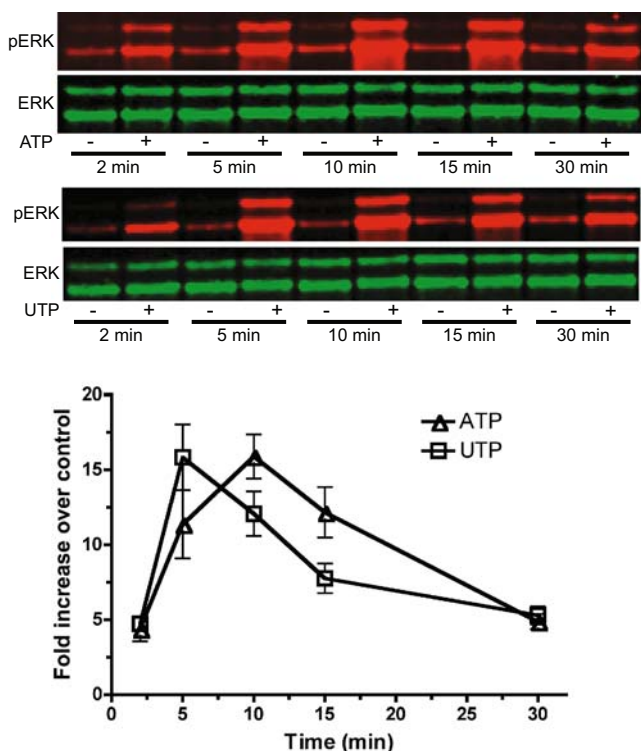 pERK
ERK
ATP - + - + - + - + - +
2 min 5 min 10 min 15 min 30 min
pERK
ERK
UTP - + - + - + - + - +
2 min 5 min 10 min 15 min 30 min
20
15
10
5
0
Fold increase over control
ATP
UTP
0 5 10 15 20 25 30
Time (min)